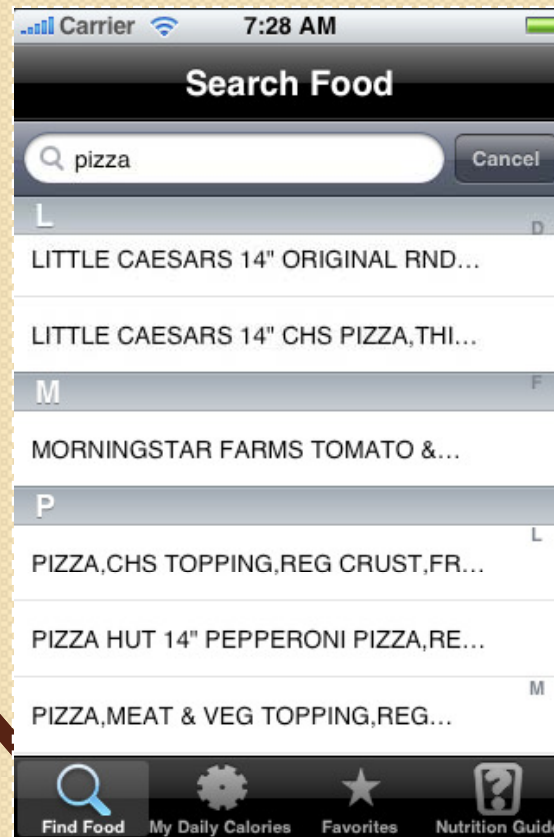 Carrier 7:28 AM
Search Food
pizza Cancel
L
D
LITTLE CAESARS 14" ORIGINAL RND...
LITTLE CAESARS 14" CHS PIZZA,THI...
M
F
MORNINGSTAR FARMS TOMATO &...
P
L
PIZZA,CHS TOPPING,REG CRUST,FR...
PIZZA HUT 14" PEPPERONI PIZZA,RE...
M
PIZZA,MEAT & VEG TOPPING,REG...
Find Food My Daily Calories Favorites Nutrition Guid